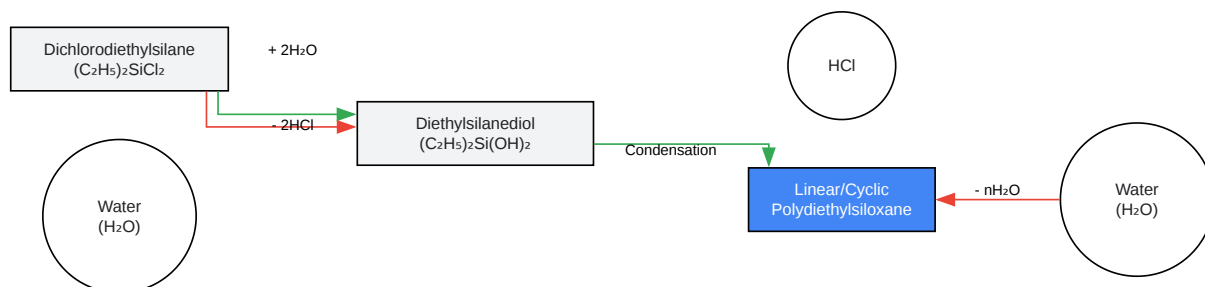 Dichlorodiethylsilane
(C₂H₅)₂SiCl₂
+ 2H₂O
HCl
- 2HCl
Diethylsilanediol
(C₂H₅)₂Si(OH)₂
Condensation
Linear/Cyclic
Polydiethylsiloxane
- nH₂O
Water
(H₂O)
Water
(H₂O)